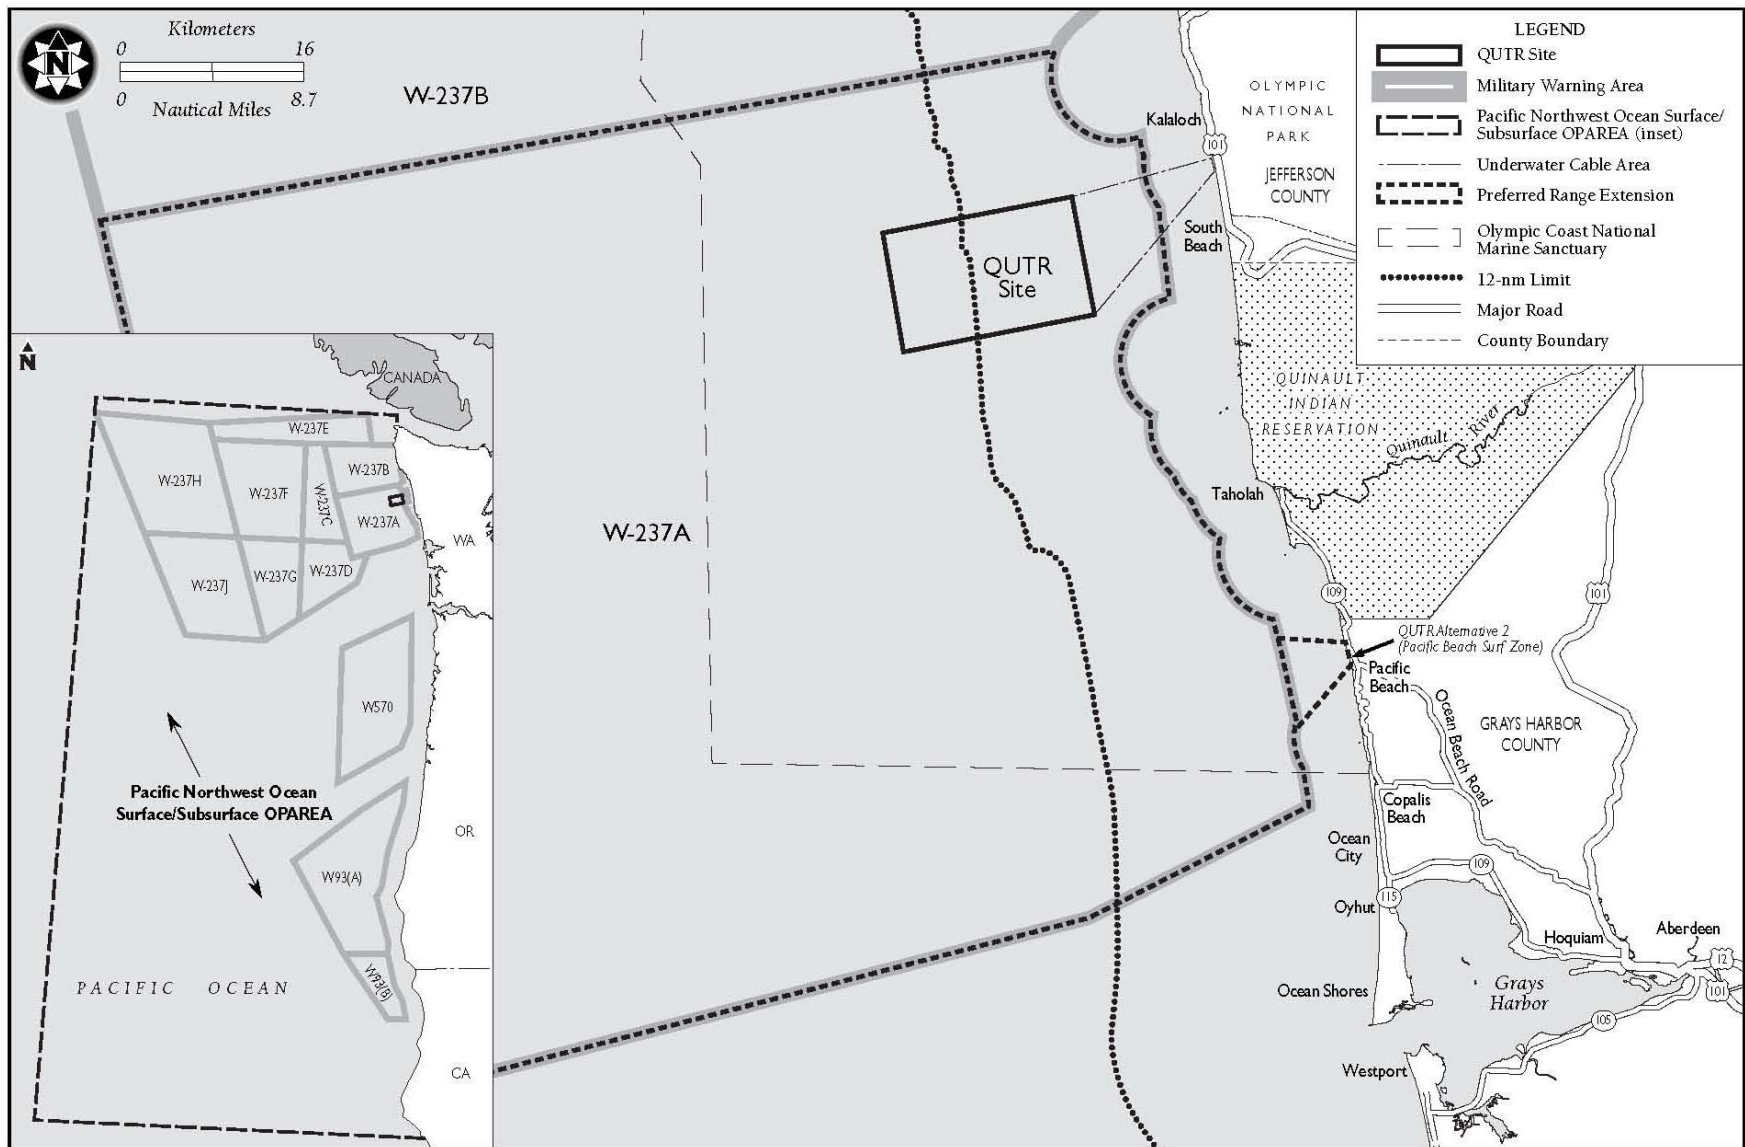 Kilometers
0 16
0 8.7
Nautical Miles
N
W-237B
LEGEND
QUTR Site
Military Warning Area
Pacific Northwest Ocean Surface/
Subsurface OPAREA (inset)
Underwater Cable Area
Preferred Range Extension
Olympic Coast National
Marine Sanctuary
12-nm Limit
Major Road
County Boundary
OLYMPIC
NATIONAL
PARK
Kalaloch
101
JEFFERSON
COUNTY
South
Beach
QUTR
Site
QUINAULT
INDIAN
RESERVATION
Quinault River
Taholah
W-237A
109
101
QUTR Alternative 2
(Pacific Beach Surf Zone)
Pacific
Beach
Ocean Beach Road
GRAYS HARBOR
COUNTY
Copalis
Beach
Ocean
City
109
115
Oyhut
Hoquiam
Aberdeen
12
101
Ocean Shores
Grays
Harbor
105
Westport
N
CANADA
W-237E
W-237H
W-237F
W-237C
W-237B
W-237A
WA
W-237J
W-237G
W-237D
W570
Pacific Northwest Ocean
Surface/Subsurface OPAREA
OR
W93(A)
W93(B)
PACIFIC OCEAN
CA